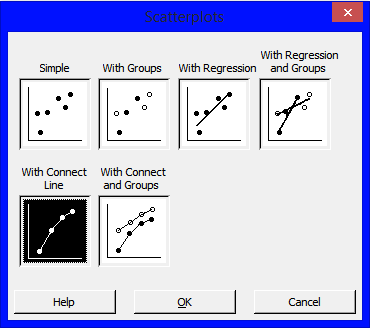 Scatterplots
Simple
With Groups
With Regression
With Regression
and Groups
With Connect
Line
With Connect
and Groups
Help
OK
Cancel